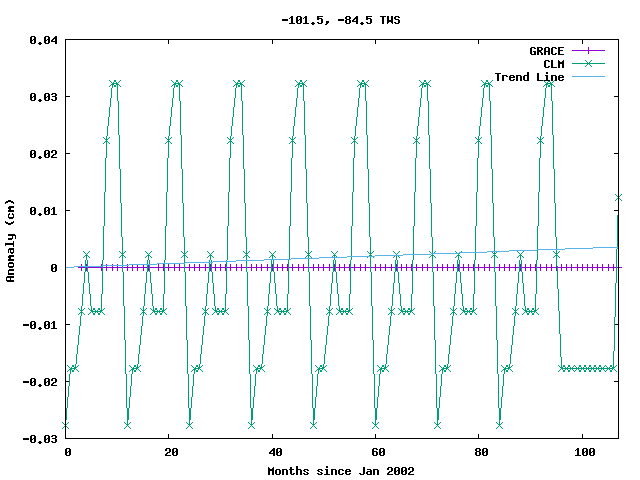 -101.5, -84.5 TWS
GRACE
CLM
Trend Line
0.04
0.03
0.02
0.01
0
-0.01
-0.02
-0.03
Anomaly (cm)
0 20 40 60 80 100
Months since Jan 2002